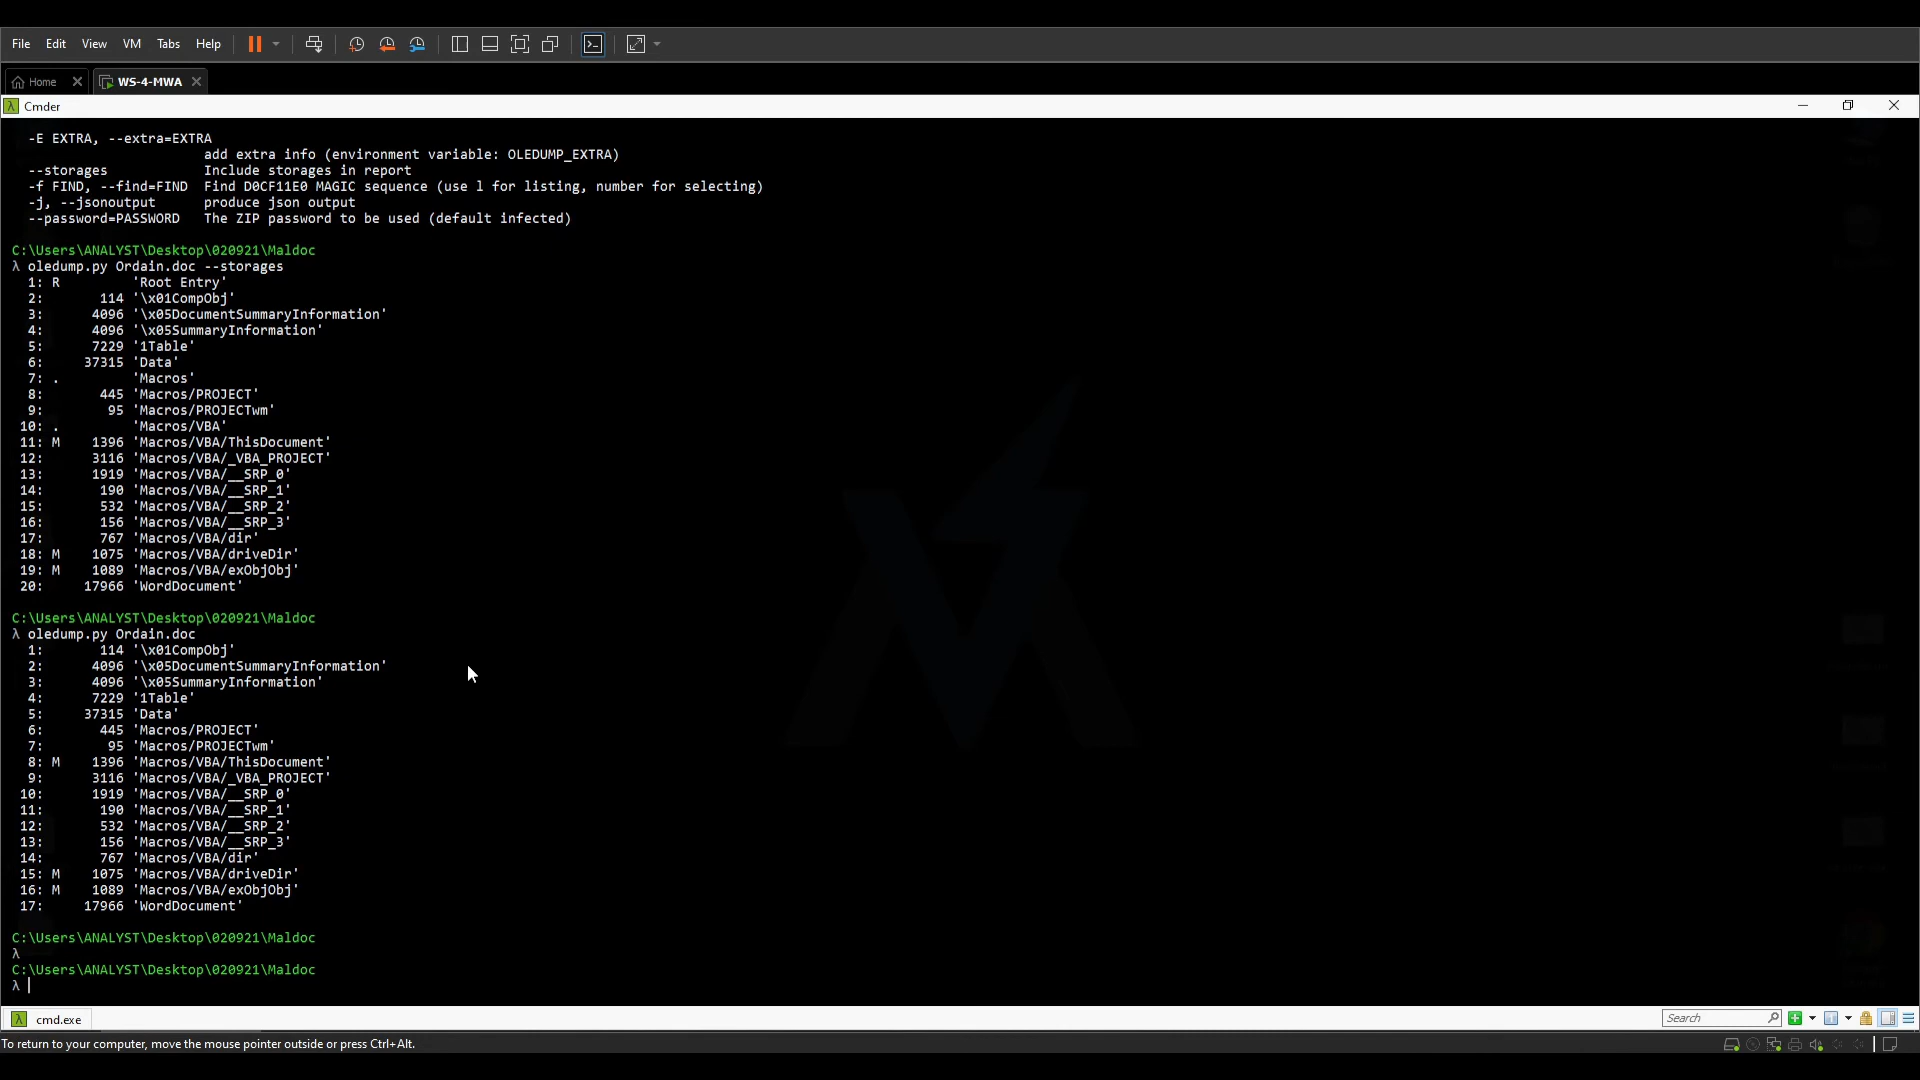 File Edit View VM Tabs Help
Home WS-4-MWA
Cmder
-E EXTRA, --extra=EXTRA
add extra info (environment variable: OLEDUMP_EXTRA)
--storages Include storages in report
-f FIND, --find=FIND Find D0CF11E0 MAGIC sequence (use l for listing, number for selecting)
-j, --jsonoutput produce json output
--password=PASSWORD The ZIP password to be used (default infected)
C:\Users\ANALYST\Desktop\020921\Maldoc
λ oledump.py Ordain.doc --storages
1: R 'Root Entry'
2: 114 '\x01CompObj'
3: 4096 '\x05DocumentSummaryInformation'
4: 4096 '\x05SummaryInformation'
5: 7229 '1Table'
6: 37315 'Data'
7: . 'Macros'
8: 445 'Macros/PROJECT'
9: 95 'Macros/PROJECTwm'
10: . 'Macros/VBA'
11: M 1396 'Macros/VBA/ThisDocument'
12: 3116 'Macros/VBA/_VBA_PROJECT'
13: 1919 'Macros/VBA/__SRP_0'
14: 190 'Macros/VBA/__SRP_1'
15: 532 'Macros/VBA/__SRP_2'
16: 156 'Macros/VBA/__SRP_3'
17: 767 'Macros/VBA/dir'
18: M 1075 'Macros/VBA/driveDir'
19: M 1089 'Macros/VBA/exObjObj'
20: 17966 'WordDocument'
C:\Users\ANALYST\Desktop\020921\Maldoc
λ oledump.py Ordain.doc
1: 114 '\x01CompObj'
2: 4096 '\x05DocumentSummaryInformation'
3: 4096 '\x05SummaryInformation'
4: 7229 '1Table'
5: 37315 'Data'
6: 445 'Macros/PROJECT'
7: 95 'Macros/PROJECTwm'
8: M 1396 'Macros/VBA/ThisDocument'
9: 3116 'Macros/VBA/_VBA_PROJECT'
10: 1919 'Macros/VBA/__SRP_0'
11: 190 'Macros/VBA/__SRP_1'
12: 532 'Macros/VBA/__SRP_2'
13: 156 'Macros/VBA/__SRP_3'
14: 767 'Macros/VBA/dir'
15: M 1075 'Macros/VBA/driveDir'
16: M 1089 'Macros/VBA/exObjObj'
17: 17966 'WordDocument'
C:\Users\ANALYST\Desktop\020921\Maldoc
λ
C:\Users\ANALYST\Desktop\020921\Maldoc
λ
cmd.exe Search
To return to your computer, move the mouse pointer outside or press Ctrl+Alt.